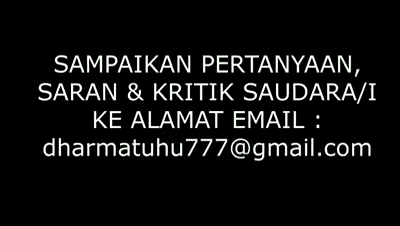 SAMPAIKAN PERTANYAAN,
SARAN & KRITIK SAUDARA/I
KE ALAMAT EMAIL :
dharmatuhu777@gmail.com